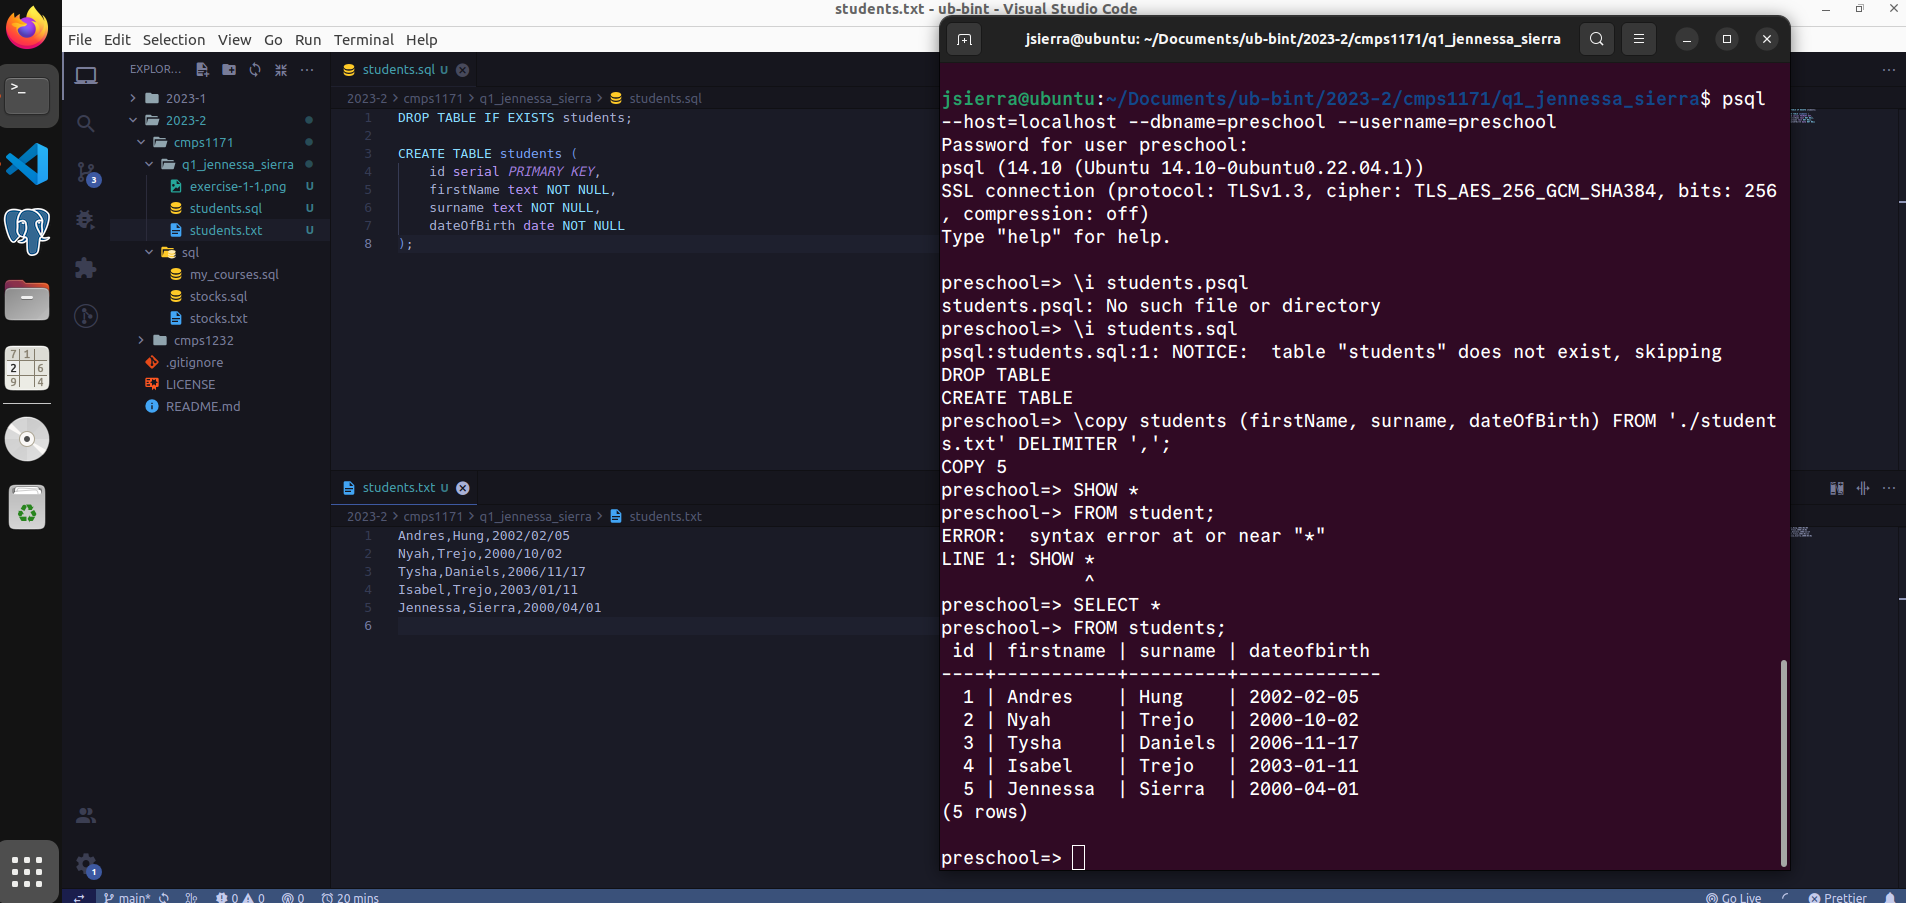 students.txt - ub-bint - Visual Studio Code
File Edit Selection View Go Run Terminal Help
EXPLOR...
2023-1
2023-2
cmps1171
q1_jennessa_sierra
exercise-1-1.png U
students.sql U
students.txt U
sql
my_courses.sql
stocks.sql
stocks.txt
cmps1232
.gitignore
LICENSE
README.md
3
1
students.sql U
2023-2 > cmps1171 > q1_jennessa_sierra > students.sql
1 DROP TABLE IF EXISTS students;
2
3 CREATE TABLE students (
4 id serial PRIMARY KEY,
5 firstName text NOT NULL,
6 surname text NOT NULL,
7 dateOfBirth date NOT NULL
8 );
students.txt U
2023-2 > cmps1171 > q1_jennessa_sierra > students.txt
1 Andres,Hung,2002/02/05
2 Nyah,Trejo,2000/10/02
3 Tysha,Daniels,2006/11/17
4 Isabel,Trejo,2003/01/11
5 Jennessa,Sierra,2000/04/01
6
jsierra@ubuntu: ~/Documents/ub-bint/2023-2/cmps1171/q1_jennessa_sierra
jsierra@ubuntu:~/Documents/ub-bint/2023-2/cmps1171/q1_jennessa_sierra$ psql
--host=localhost --dbname=preschool --username=preschool
Password for user preschool:
psql (14.10 (Ubuntu 14.10-0ubuntu0.22.04.1))
SSL connection (protocol: TLSv1.3, cipher: TLS_AES_256_GCM_SHA384, bits: 256
, compression: off)
Type "help" for help.
preschool=> \i students.psql
students.psql: No such file or directory
preschool=> \i students.sql
psql:students.sql:1: NOTICE:  table "students" does not exist, skipping
DROP TABLE
CREATE TABLE
preschool=> \copy students (firstName, surname, dateOfBirth) FROM './student
s.txt' DELIMITER ',';
COPY 5
preschool=> SHOW *
preschool-> FROM student;
ERROR:  syntax error at or near "*"
LINE 1: SHOW *
^
preschool=> SELECT *
preschool-> FROM students;
id | firstname | surname | dateofbirth
----+-----------+---------+-------------
1 | Andres | Hung | 2002-02-05
2 | Nyah | Trejo | 2000-10-02
3 | Tysha | Daniels | 2006-11-17
4 | Isabel | Trejo | 2003-01-11
5 | Jennessa | Sierra | 2000-04-01
(5 rows)
preschool=>
7 1
2 6
9 4
main* 0 0 0 20 mins Go Live Prettier